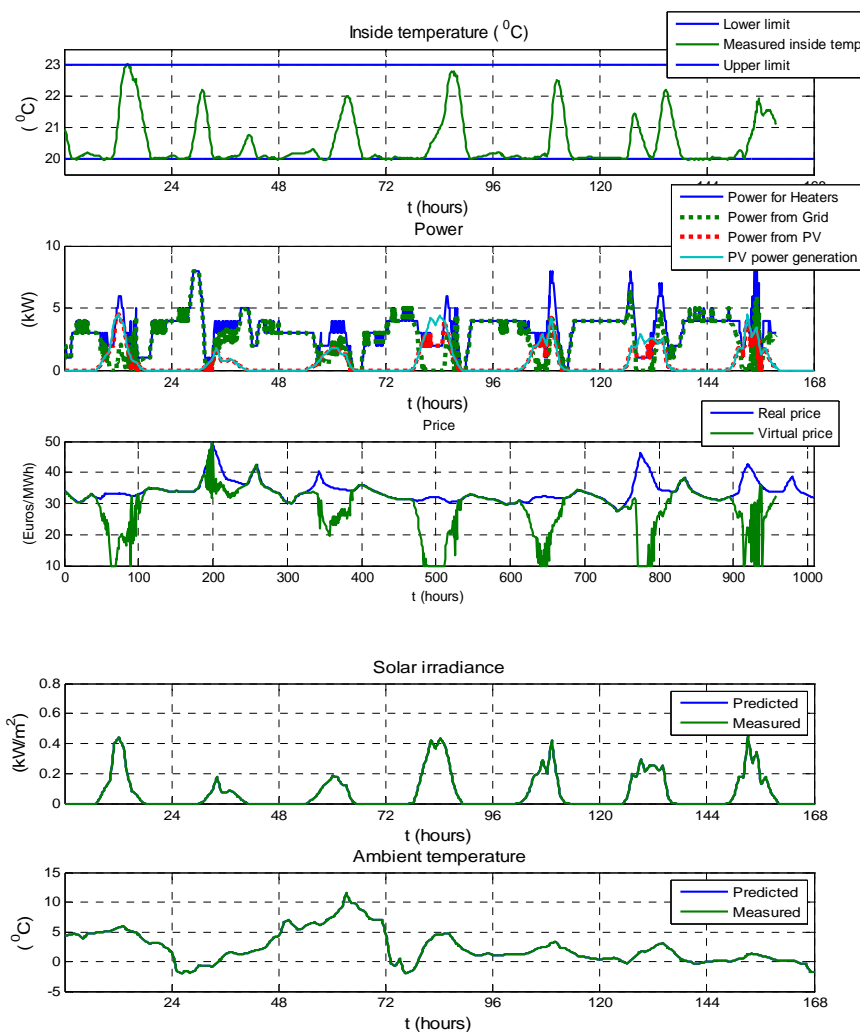 Inside temperature ( ⁰C)
Lower limit
Measured inside temp
Upper limit
(⁰C)
23
22
21
20
24 48 72 96 120 144 168
t (hours)
Power
Power for Heaters
Power from Grid
Power from PV
PV power generation
(kW)
10
5
0
24 48 72 96 120 144 168
t (hours)
Price
Real price
Virtual price
(Euros/MWh)
50
40
30
20
10
0 100 200 300 400 500 600 700 800 900 1000
t (hours)
Solar irradiance
Predicted
Measured
(kW/m²)
0.8
0.6
0.4
0.2
0
24 48 72 96 120 144 168
t (hours)
Ambient temperature
Predicted
Measured
(⁰C)
15
10
5
0
-5
24 48 72 96 120 144 168
t (hours)